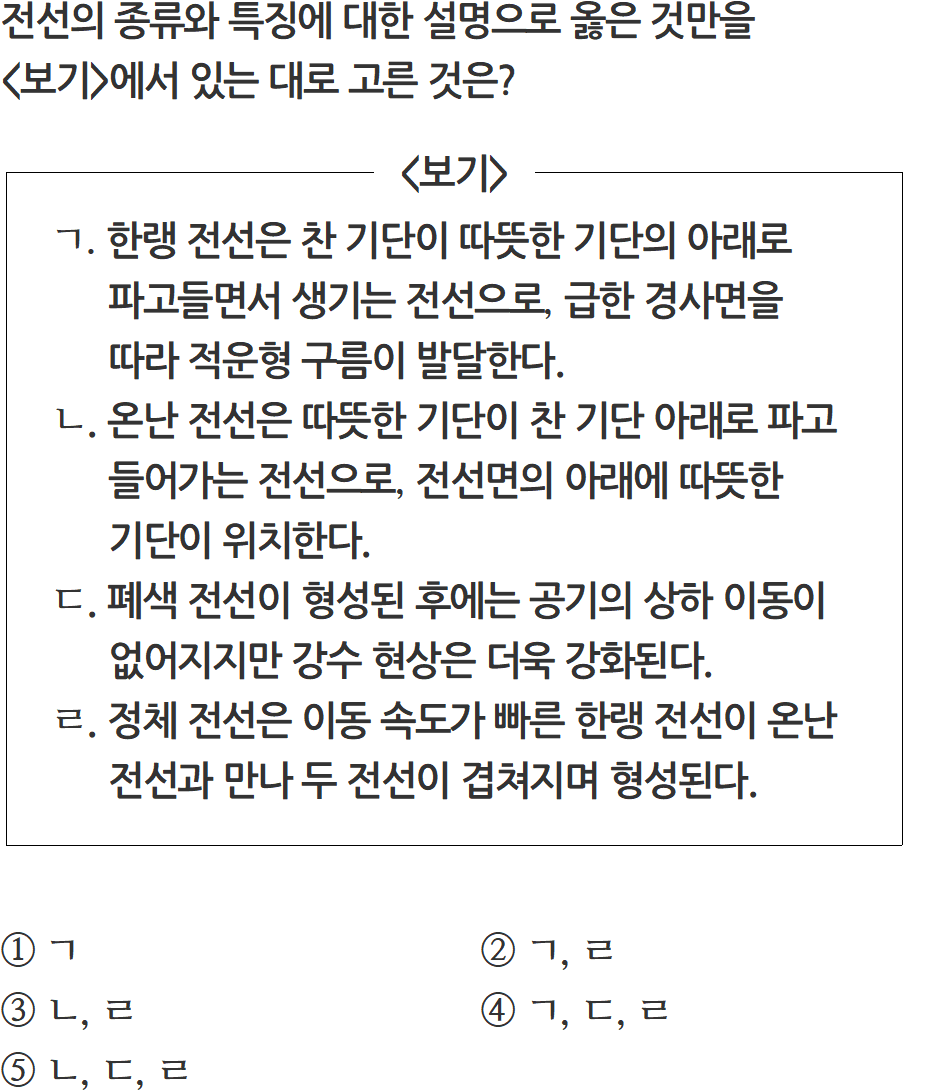 전선의 종류와 특징에 대한 설명으로 옳은 것만을
<보기>에서 있는 대로 고른 것은?
<보기>
ㄱ. 한랭 전선은 찬 기단이 따뜻한 기단의 아래로
파고들면서 생기는 전선으로, 급한 경사면을
따라 적운형 구름이 발달한다.
ㄴ. 온난 전선은 따뜻한 기단이 찬 기단 아래로 파고
들어가는 전선으로, 전선면의 아래에 따뜻한
기단이 위치한다.
ㄷ. 폐색 전선이 형성된 후에는 공기의 상하 이동이
없어지지만 강수 현상은 더욱 강화된다.
ㄹ. 정체 전선은 이동 속도가 빠른 한랭 전선이 온난
전선과 만나 두 전선이 겹쳐지며 형성된다.
① ㄱ ② ㄱ, ㄹ
③ ㄴ, ㄹ ④ ㄱ, ㄷ, ㄹ
⑤ ㄴ, ㄷ, ㄹ